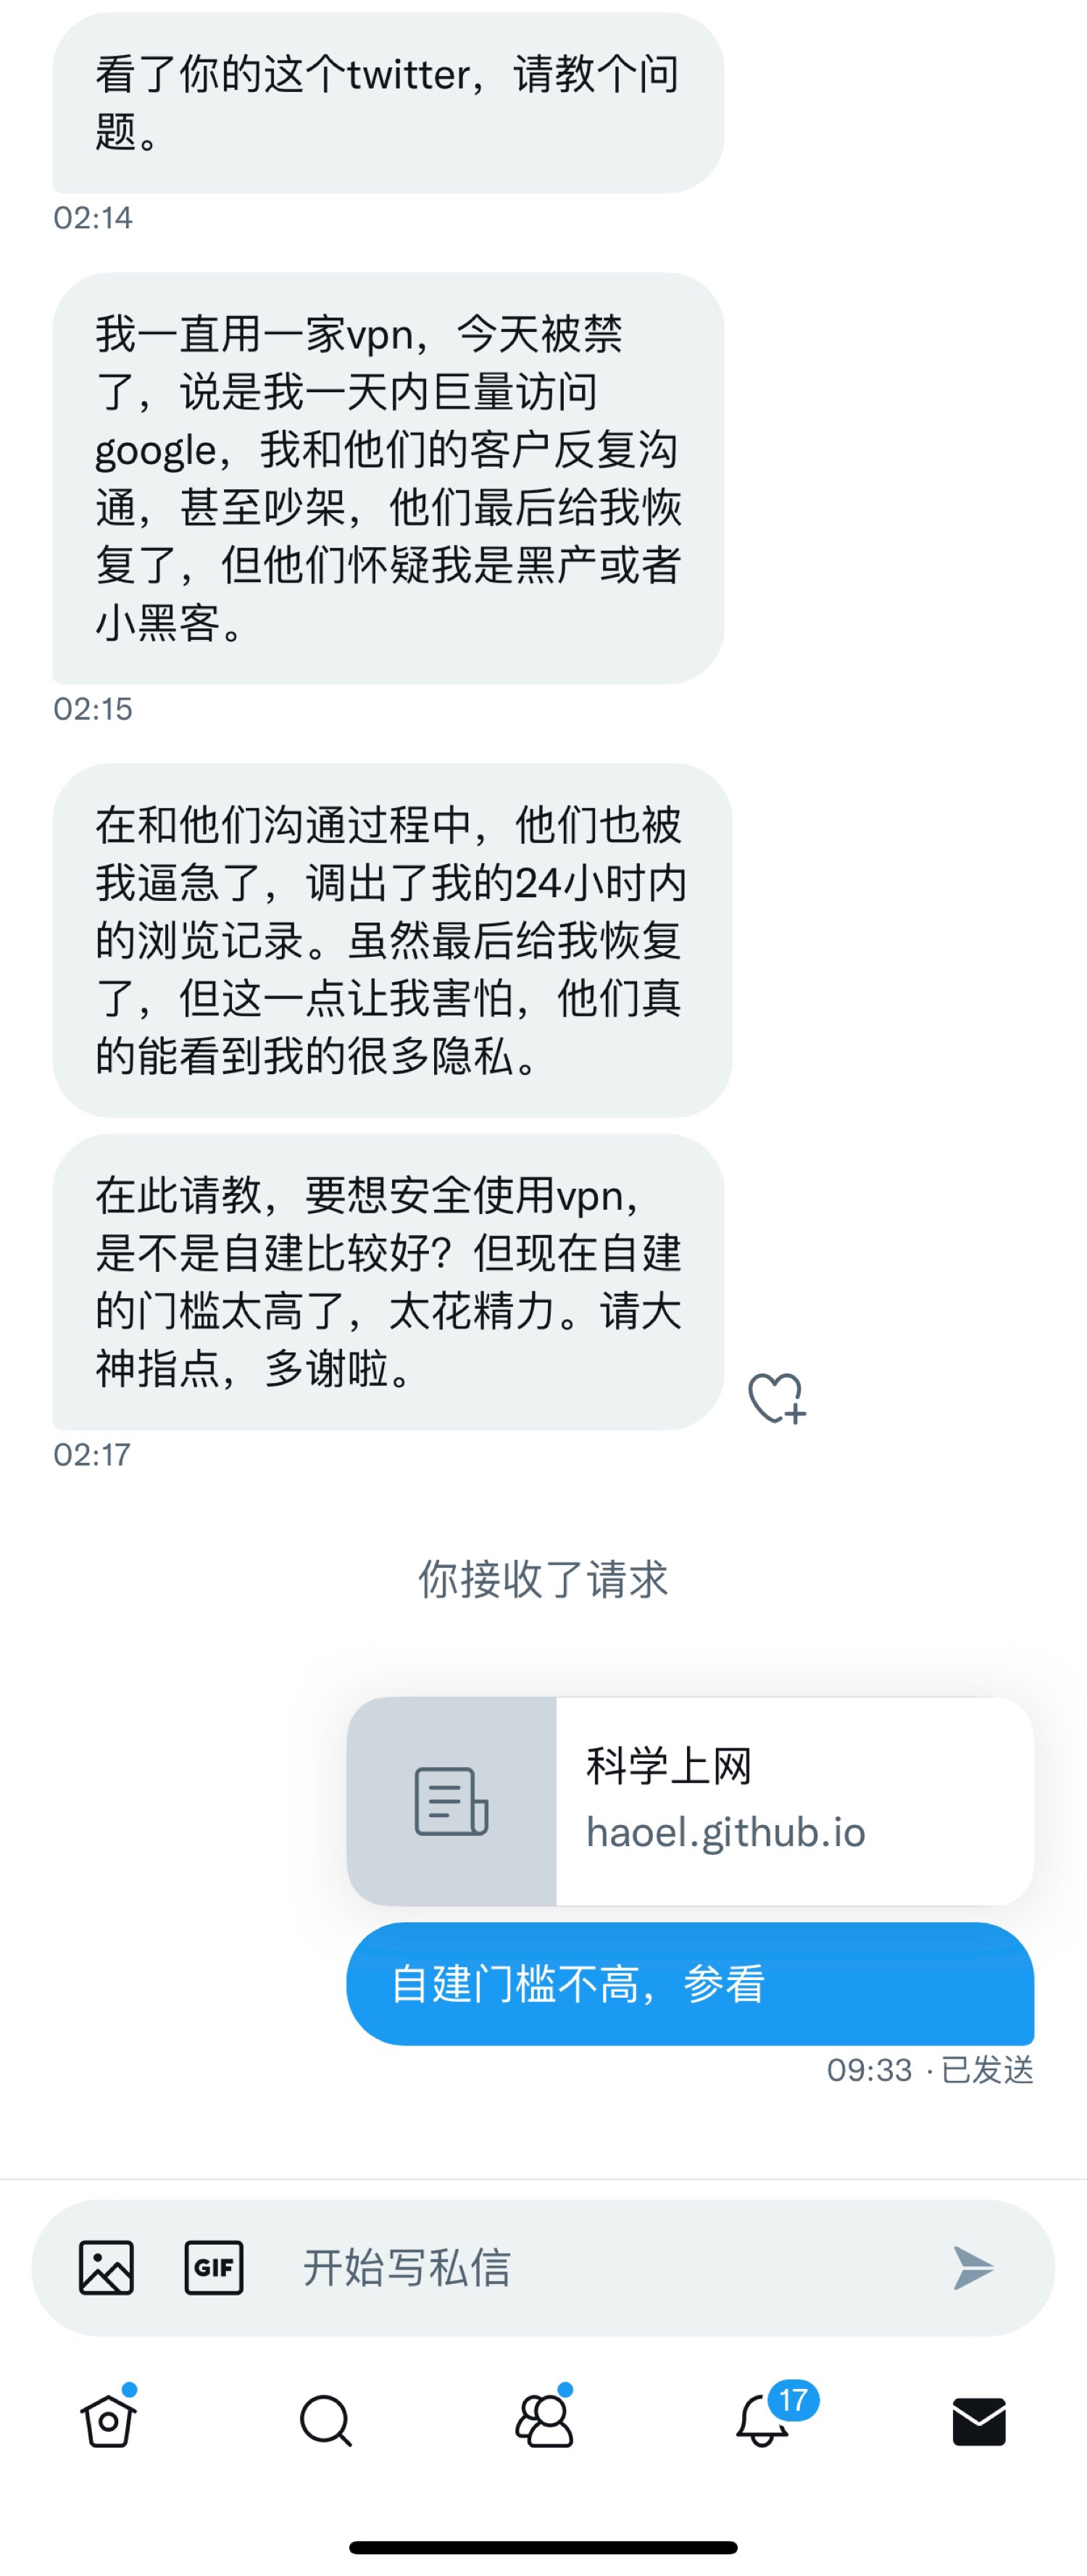 看了你的这个twitter，请教个问
题。
02:14
我一直用一家vpn，今天被禁
了，说是我一天内巨量访问
google，我和他们的客户反复沟
通，甚至吵架，他们最后给我恢
复了，但他们怀疑我是黑产或者
小黑客。
02:15
在和他们沟通过程中，他们也被
我逼急了，调出了我的24小时内
的浏览记录。虽然最后给我恢复
了，但这一点让我害怕，他们真
的能看到我的很多隐私。
在此请教，要想安全使用vpn，
是不是自建比较好？但现在自建
的门槛太高了，太花精力。请大
神指点，多谢啦。
02:17
你接收了请求
科学上网
haoel.github.io
自建门槛不高，参看
09:33 · 已发送
GIF
开始写私信
17